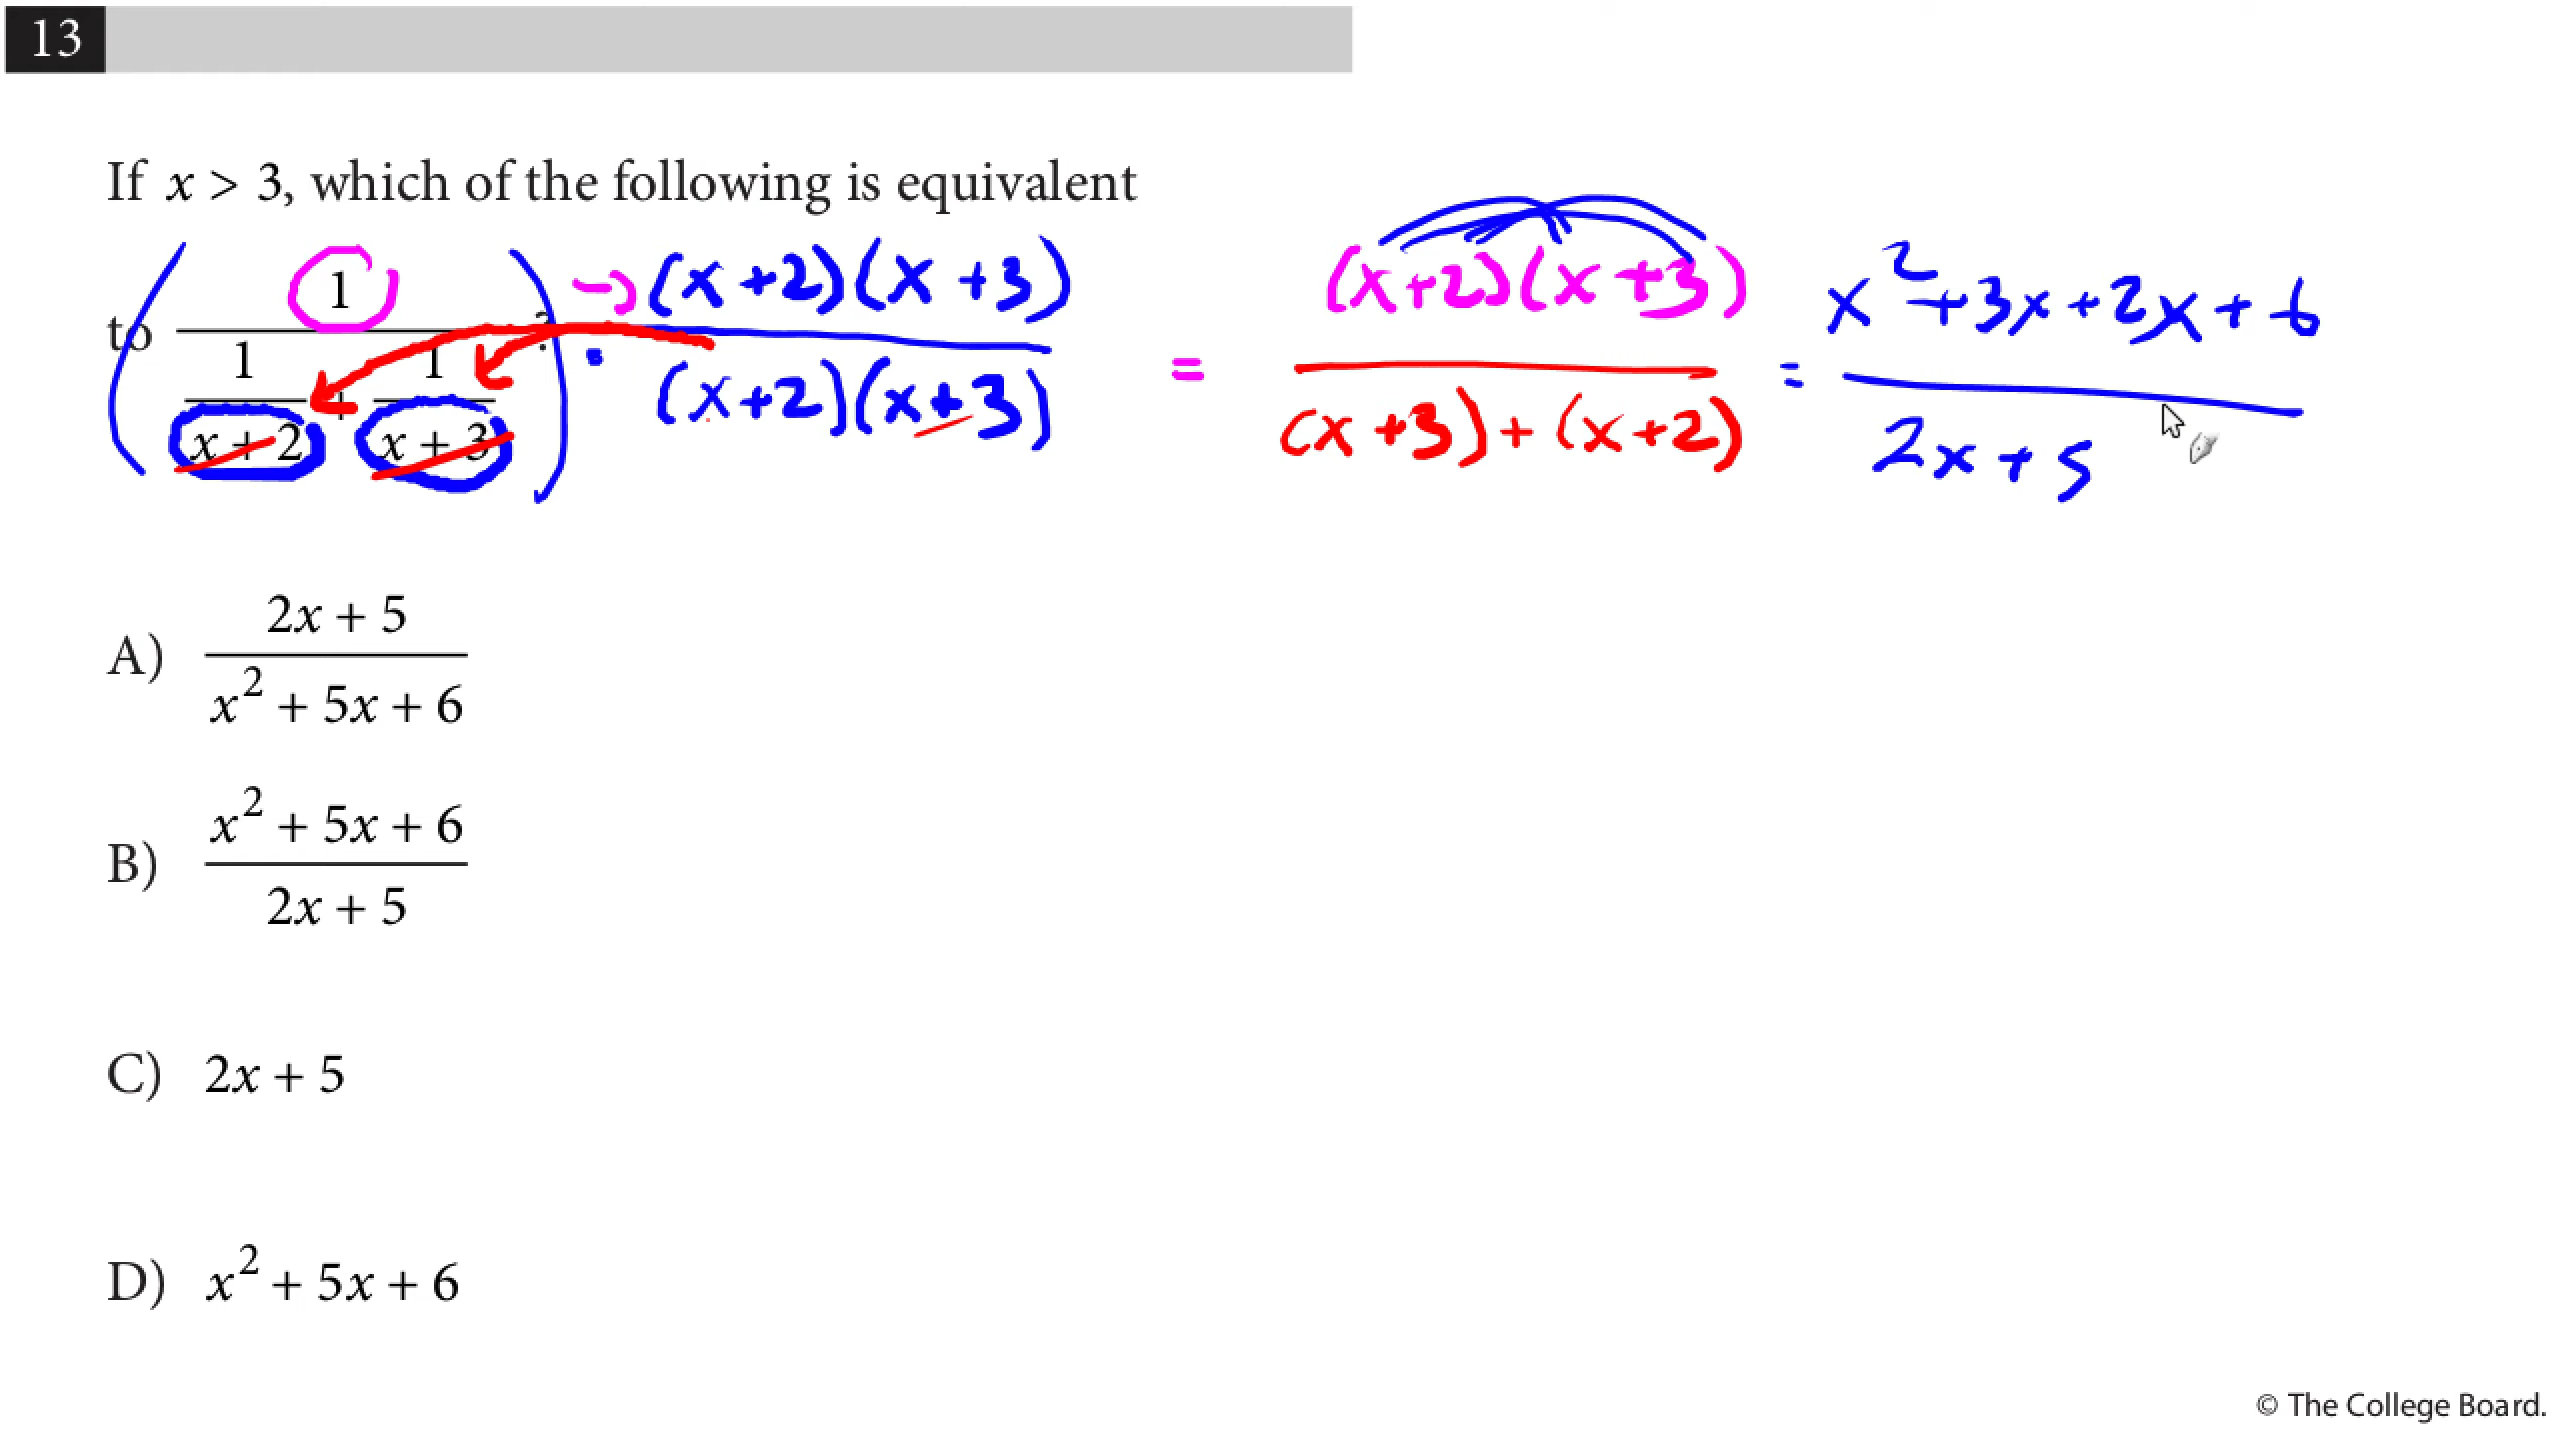 13
If x > 3, which of the following is equivalent
to 1 / (1/(x + 2) + 1/(x + 3)) ? · (x+2)(x+3) / (x+2)(x+3) = (x+2)(x+3) / (x+3)+(x+2) = x²+3x+2x+6 / 2x+5
A) 2x + 5 / x² + 5x + 6
B) x² + 5x + 6 / 2x + 5
C) 2x + 5
D) x² + 5x + 6
© The College Board.